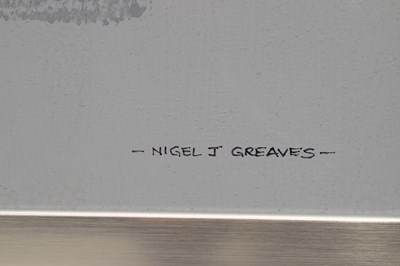 - NIGEL J GREAVES -